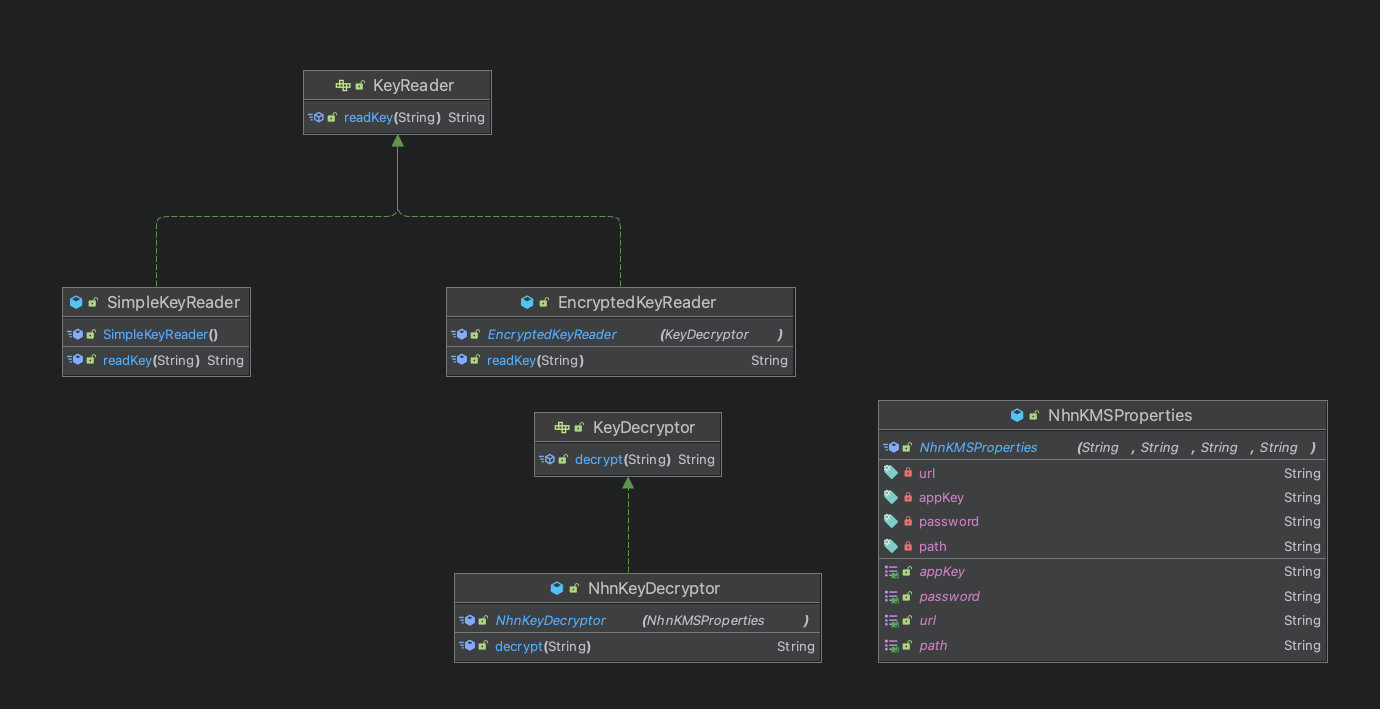 KeyReader
readKey(String) String
SimpleKeyReader
SimpleKeyReader()
readKey(String) String
EncryptedKeyReader
EncryptedKeyReader (KeyDecryptor )
readKey(String) String
KeyDecryptor
decrypt(String) String
NhnKeyDecryptor
NhnKeyDecryptor (NhnKMSProperties )
decrypt(String) String
NhnKMSProperties
NhnKMSProperties (String , String , String , String )
url String
appKey String
password String
path String
appKey String
password String
url String
path String